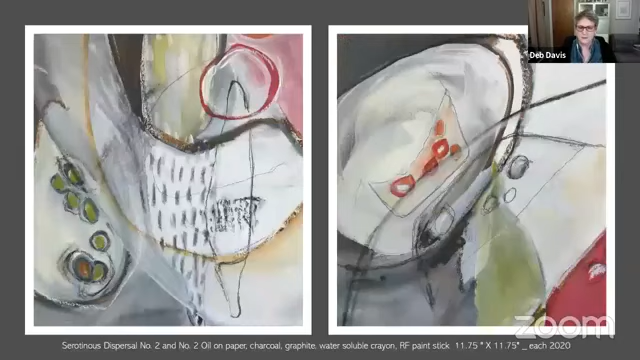 Deb Davis
Serotinous Dispersal No. 2 and No. 2 Oil on paper, charcoal, graphite, water soluble crayon, RF paint stick  11.75 " X 11.75" _ each 2020
zoom